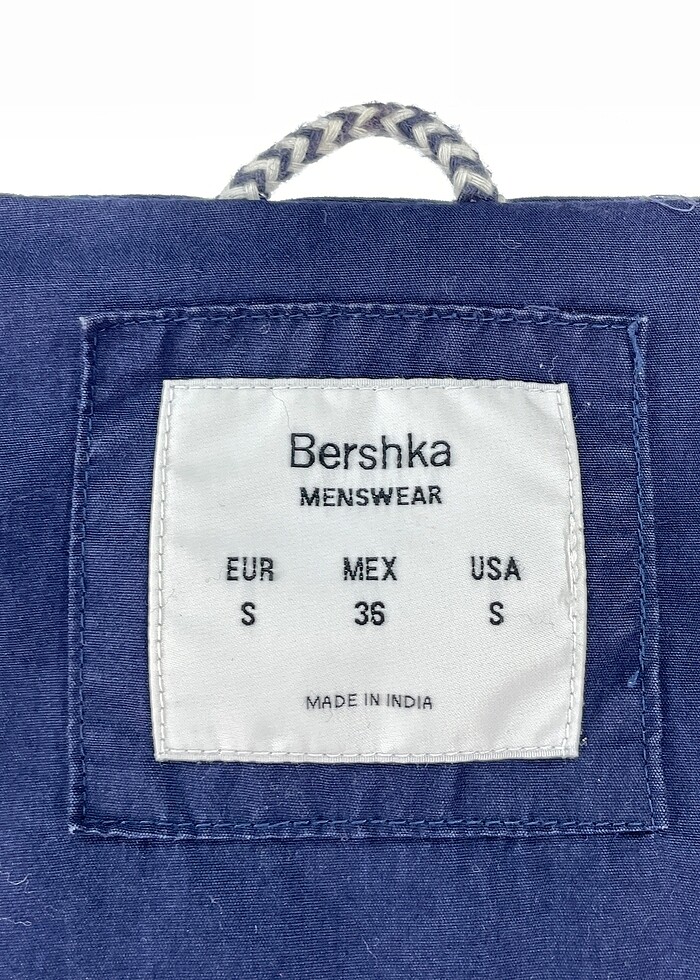 Bershka
MENSWEAR
EUR MEX USA
S 36 S
MADE IN INDIA